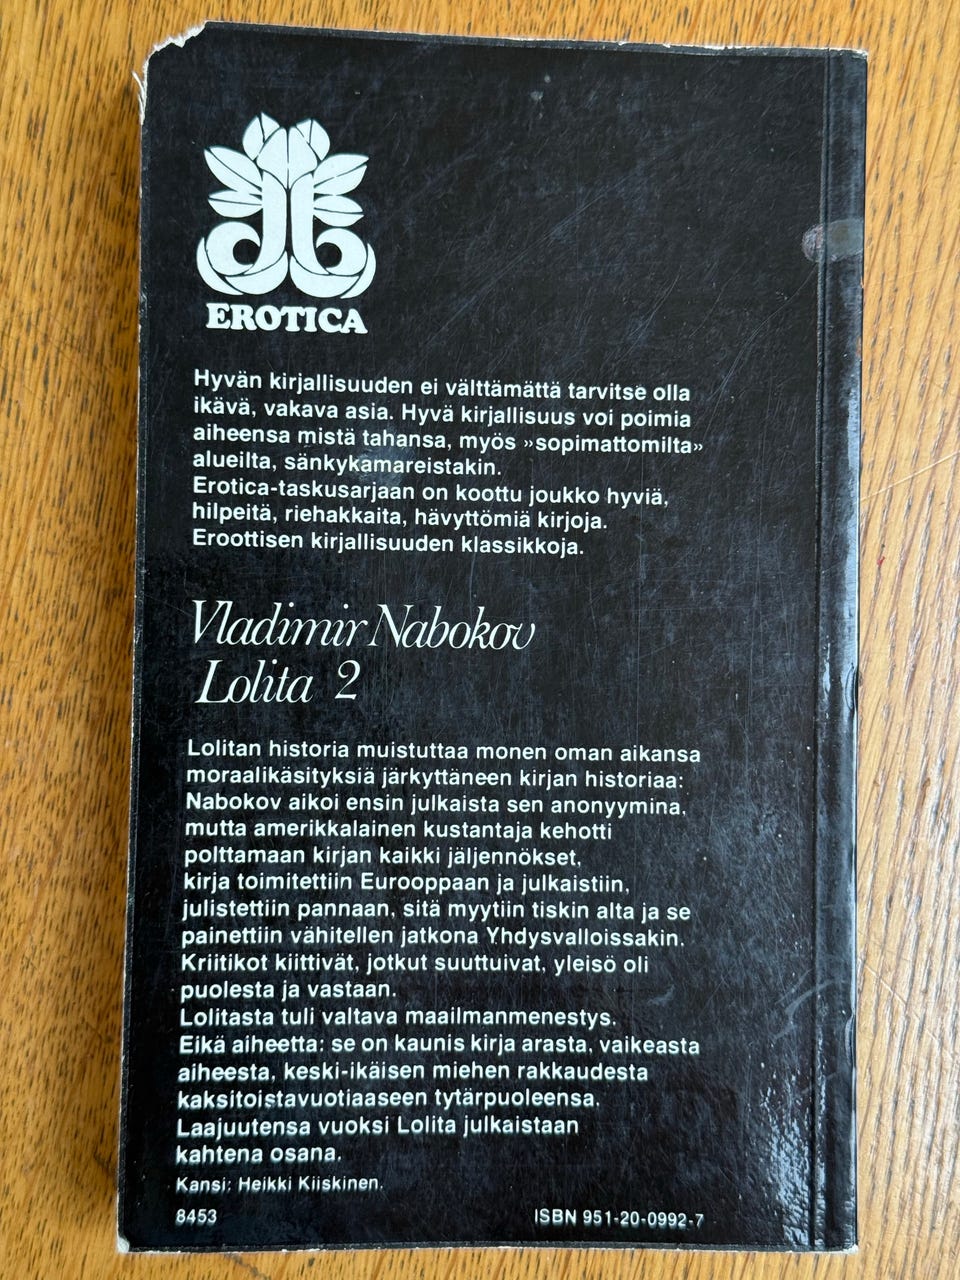 EROTICA
Hyvän kirjallisuuden ei välttämättä tarvitse olla
ikävä, vakava asia. Hyvä kirjallisuus voi poimia
aiheensa mistä tahansa, myös »sopimattomilta»
alueilta, sänkykamareistakin.
Erotica-taskusarjaan on koottu joukko hyviä,
hilpeitä, riehakkaita, hävyttömiä kirjoja.
Eroottisen kirjallisuuden klassikkoja.
Vladimir Nabokov
Lolita 2
Lolitan historia muistuttaa monen oman aikansa
moraalikäsityksiä järkyttäneen kirjan historiaa:
Nabokov aikoi ensin julkaista sen anonyymina,
mutta amerikkalainen kustantaja kehotti
polttamaan kirjan kaikki jäljennökset,
kirja toimitettiin Eurooppaan ja julkaistiin,
julistettiin pannaan, sitä myytiin tiskin alta ja se
painettiin vähitellen jatkona Yhdysvalloissakin.
Kriitikot kiittivät, jotkut suuttuivat, yleisö oli
puolesta ja vastaan.
Lolitasta tuli valtava maailmanmenestys.
Eikä aiheetta: se on kaunis kirja arasta, vaikeasta
aiheesta, keski-ikäisen miehen rakkaudesta
kaksitoistavuotiaaseen tytärpuoleensa.
Laajuutensa vuoksi Lolita julkaistaan
kahtena osana.
Kansi: Heikki Kiiskinen.
8453 ISBN 951-20-0992-7